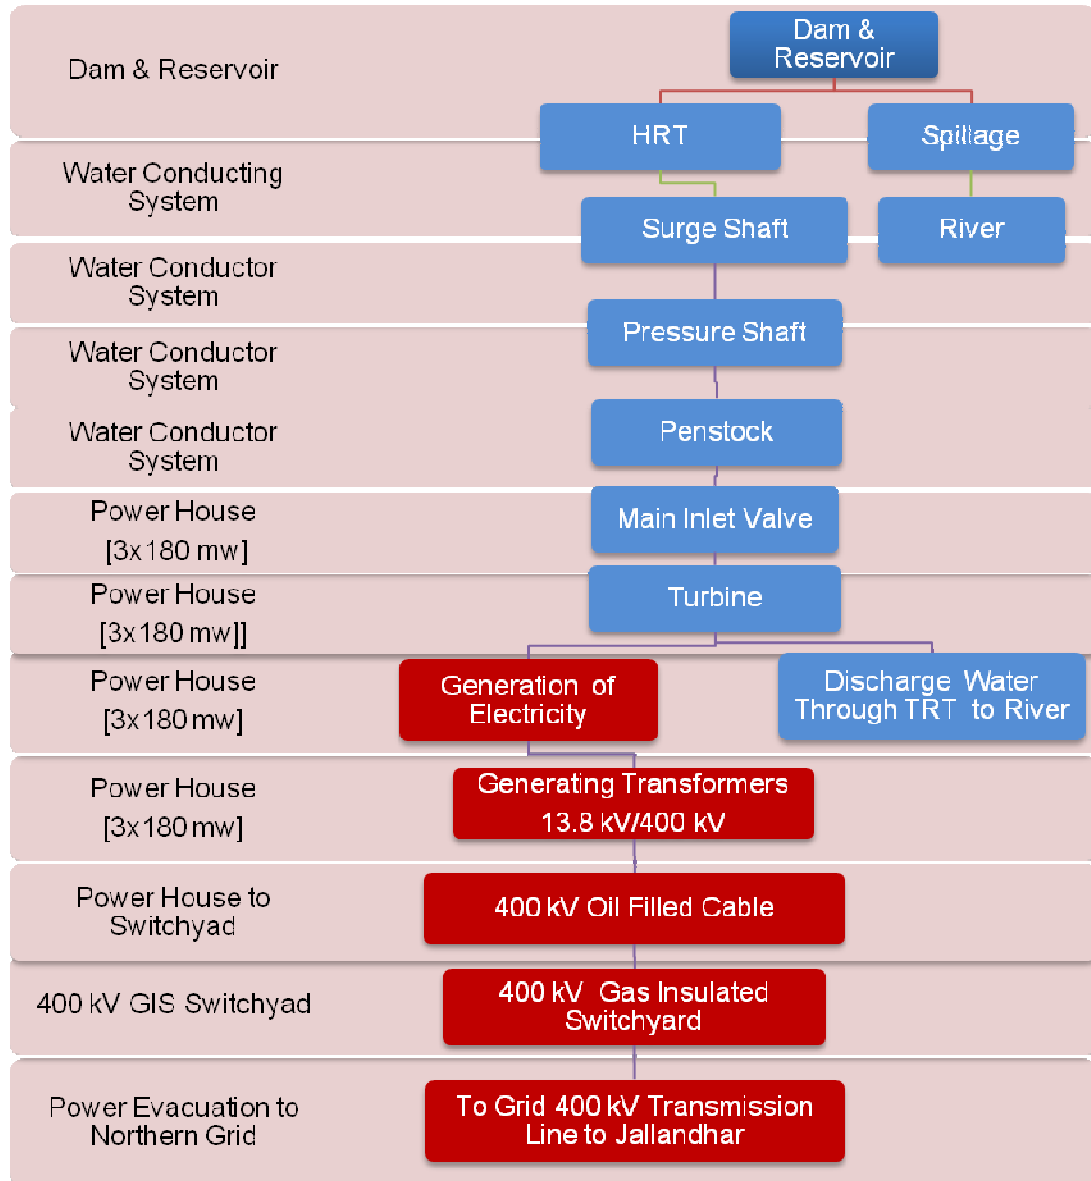 Dam &
Reservoir
Dam & Reservoir
HRT
Spillage
Water Conducting
System
Surge Shaft
River
Water Conductor
System
Pressure Shaft
Water Conductor
System
Penstock
Water Conductor
System
Power House
[3x180 mw]
Main Inlet Valve
Power House
[3x180 mw]]
Turbine
Power House
[3x180 mw]
Generation of
Electricity
Discharge Water
Through TRT to River
Power House
[3x180 mw]
Generating Transformers
13.8 kV/400 kV
Power House to
Switchyad
400 kV Oil Filled Cable
400 kV GIS Switchyad
400 kV Gas Insulated
Switchyard
Power Evacuation to
Northern Grid
To Grid 400 kV Transmission
Line to Jallandhar